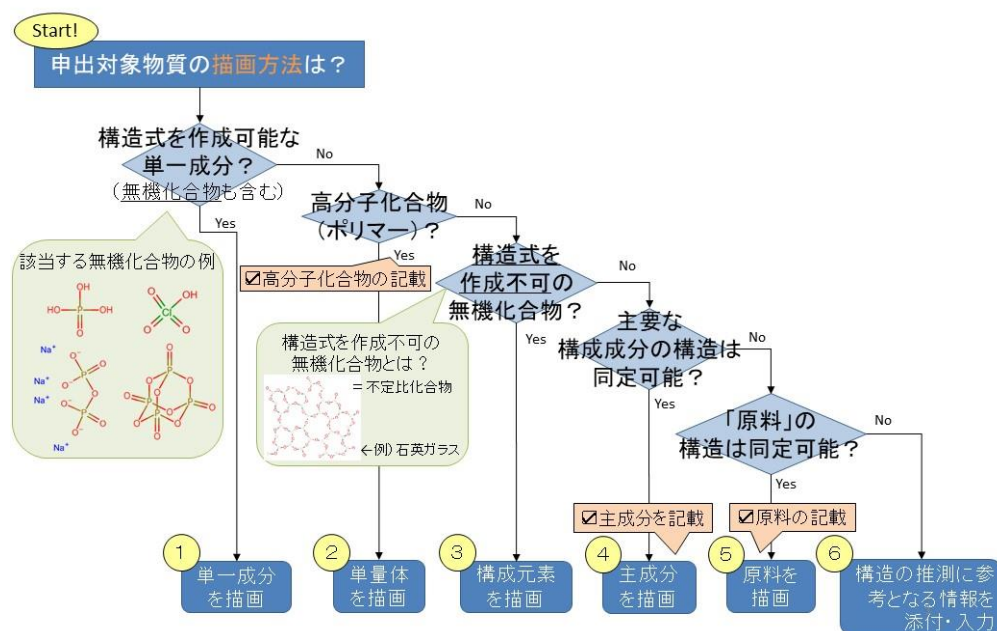 Start!
申出対象物質の描画方法は？
構造式を作成可能な
単一成分？
（無機化合物も含む）
No
Yes
高分子化合物
（ポリマー）？
No
Yes
☑高分子化合物の記載
構造式を
作成不可の
無機化合物？
No
Yes
主要な
構成成分の構造は
同定可能？
No
Yes
「原料」の
構造は同定可能？
No
Yes
該当する無機化合物の例
OH
HO P OH
O
O OH
Cl
O O
Na⁺
O⁻
O P
O⁻
Na⁺
O
Na⁺
O⁻
P O
O⁻
Na⁺
O
P
O O
O P O P O
P
O O
構造式を作成不可の
無機化合物とは？
＝不定比化合物
←例）石英ガラス
☑主成分を記載
☑原料の記載
1
単一成分
を描画
2
単量体
を描画
3
構成元素
を描画
4
主成分
を描画
5
原料を
描画
6
構造の推測に参
考となる情報を
添付・入力